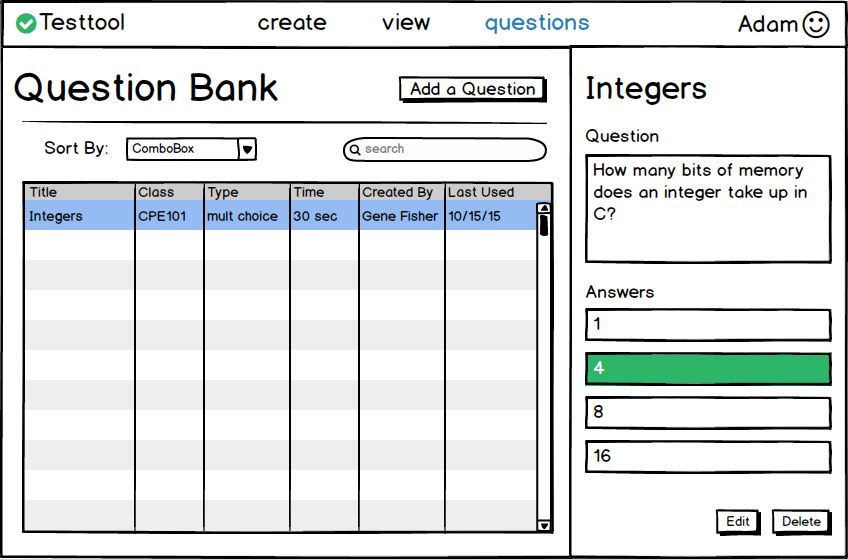 Testtool create view questions Adam
Question Bank
Add a Question
Sort By: ComboBox search
Title Class Type Time Created By Last Used
Integers CPE101 mult choice 30 sec Gene Fisher 10/15/15
Integers
Question
How many bits of memory
does an integer take up in
C?
Answers
1
4
8
16
Edit Delete